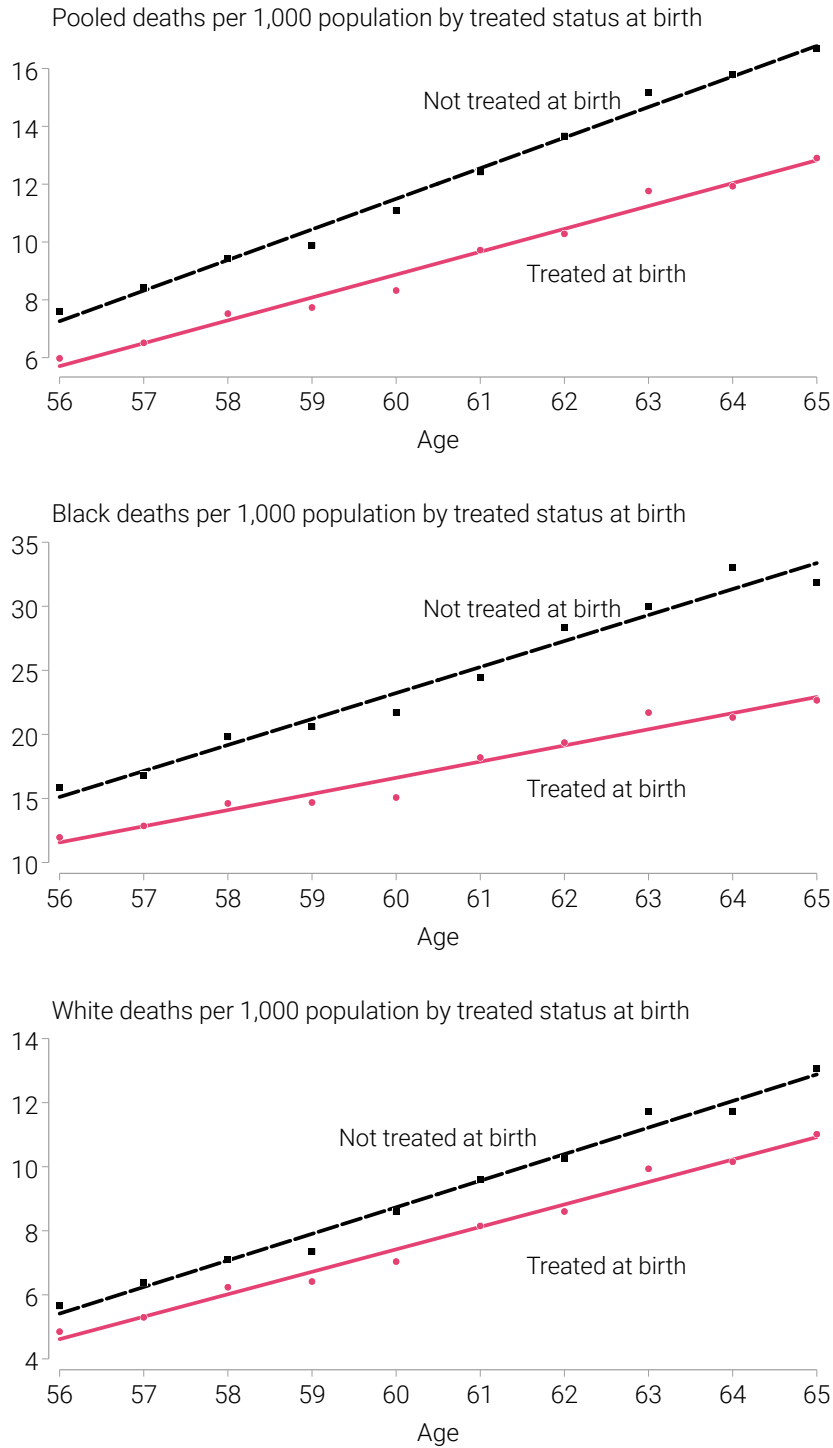 Pooled deaths per 1,000 population by treated status at birth
16
Not treated at birth
14
12
10
Treated at birth
8
6
56 57 58 59 60 61 62 63 64 65
Age
Black deaths per 1,000 population by treated status at birth
35
30
Not treated at birth
25
20
15
Treated at birth
10
56 57 58 59 60 61 62 63 64 65
Age
White deaths per 1,000 population by treated status at birth
14
12
Not treated at birth
10
8
Treated at birth
6
4
56 57 58 59 60 61 62 63 64 65
Age